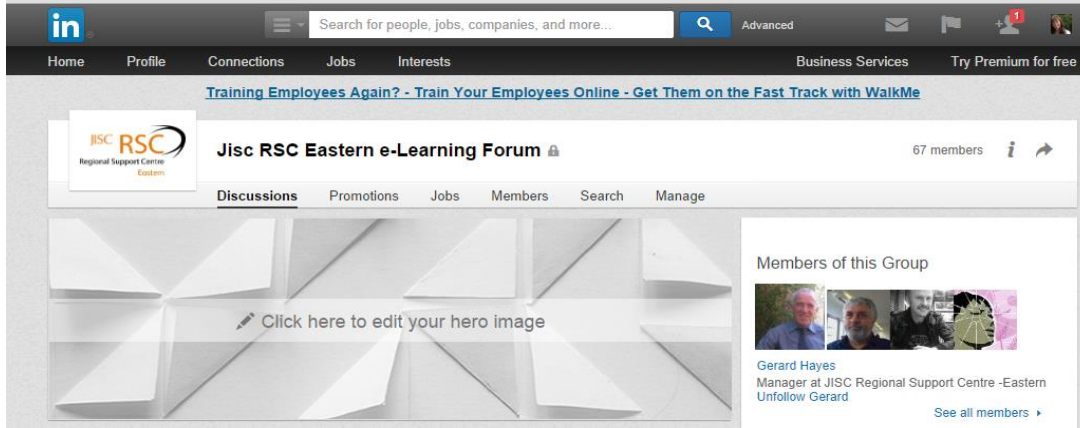 in
Search for people, jobs, companies, and more...
Advanced
1
Home Profile Connections Jobs Interests Business Services Try Premium for free
Training Employees Again? - Train Your Employees Online - Get Them on the Fast Track with WalkMe
JISC RSC
Regional Support Centre
Eastern
Jisc RSC Eastern e-Learning Forum
67 members i
Discussions Promotions Jobs Members Search Manage
Click here to edit your hero image
Members of this Group
Gerard Hayes
Manager at JISC Regional Support Centre -Eastern
Unfollow Gerard
See all members